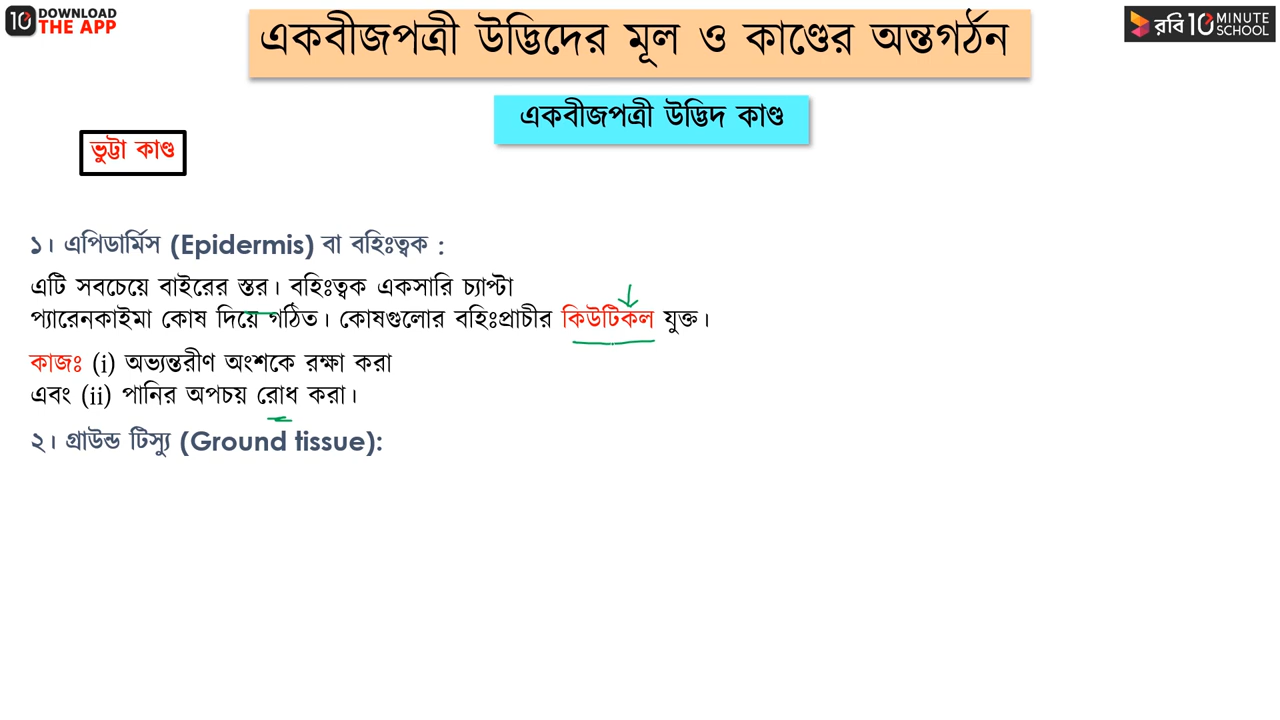 10 DOWNLOAD THE APP
একবীজপত্রী উদ্ভিদের মূল ও কাণ্ডের অন্তগর্ঠন
রবি 10 MINUTE SCHOOL
একবীজপত্রী উদ্ভিদ কাণ্ড
ভুট্টা কাণ্ড
১। এপিডার্মিস (Epidermis) বা বহিঃত্বক :
এটি সবচেয়ে বাইরের স্তর। বহিঃত্বক একসারি চ্যাপ্টা
প্যারেনকাইমা কোষ দিয়ে গঠিত। কোষগুলোর বহিঃপ্রাচীর কিউটিকল যুক্ত।
কাজঃ (i) অভ্যন্তরীণ অংশকে রক্ষা করা
এবং (ii) পানির অপচয় রোধ করা।
২। গ্রাউন্ড টিস্যু (Ground tissue):